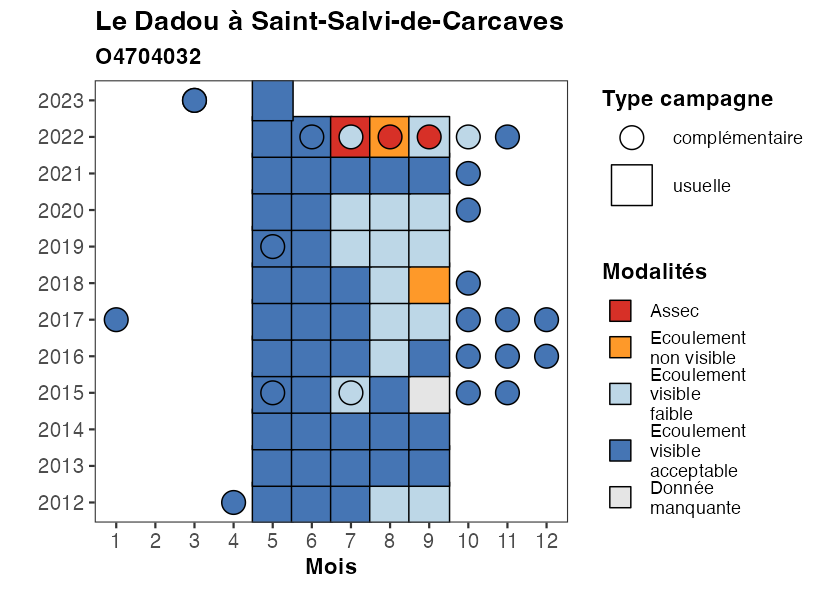 Le Dadou à Saint-Salvi-de-Carcaves
O4704032
2023
2022
2021
2020
2019
2018
2017
2016
2015
2014
2013
2012
1 2 3 4 5 6 7 8 9 10 11 12
Mois
Type campagne
complémentaire
usuelle
Modalités
Assec
Ecoulement
non visible
Ecoulement
visible
faible
Ecoulement
visible
acceptable
Donnée
manquante